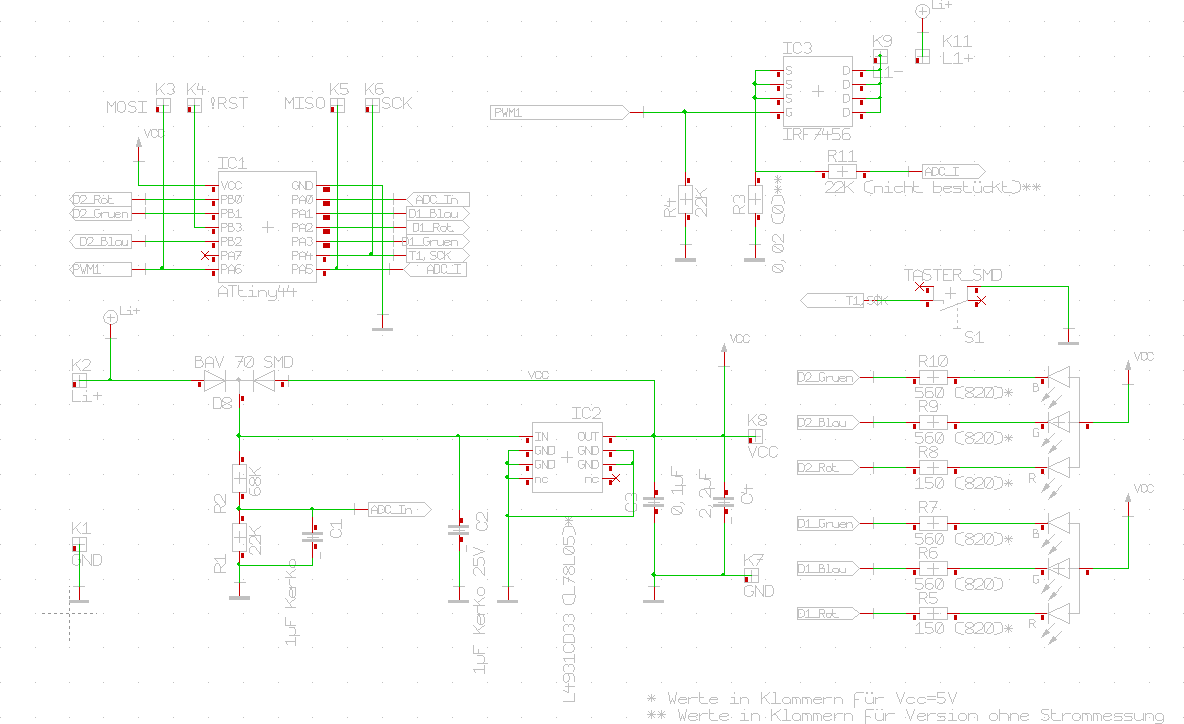 Li+
IC3
K9
K11
L1-
L1+
S
D
S
D
S
D
G
D
IRF7456
PWM1
K3
K4
K5
K6
MOSI
!RST
MISO
SCK
VCC
IC1
VCC
GND
PB0
PA0
PB1
PA1
PB3
PA2
PB2
PA3
PA7
PA4
PA6
PA5
ATtiny44
D2_Rot
D2_Gruen
D2_Blau
PWM1
ADC_In
D1_Blau
D1_Rot
D1_Gruen
T1,SCK
ADC_I
R11
ADC_I
22K (nicht bestückt)**
R4
22K
R3
0,02
(0)
**
TASTER_SMD
T1,SCK
S1
Li+
K2
Li+
BAV 70 SMD
D8
VCC
VCC
IC2
IN
OUT
GND
GND
GND
GND
nc
nc
L4931CD33 (L78L05)*
K8
VCC
K7
GND
R2
68K
R1
22K
ADC_In
C1
1µF KerKo
C2
1µF KerKo 25V
C3
0,1µF
C4
2,2µF
K1
GND
D2_Gruen
R10
560 (820)*
B
VCC
D2_Blau
R9
560 (820)*
G
D2_Rot
R8
150 (820)*
R
D1_Gruen
R7
560 (820)*
B
VCC
D1_Blau
R6
560 (820)*
G
D1_Rot
R5
150 (820)*
R
* Werte in Klammern für Vcc=5V
** Werte in Klammern für Version ohne Strommessung